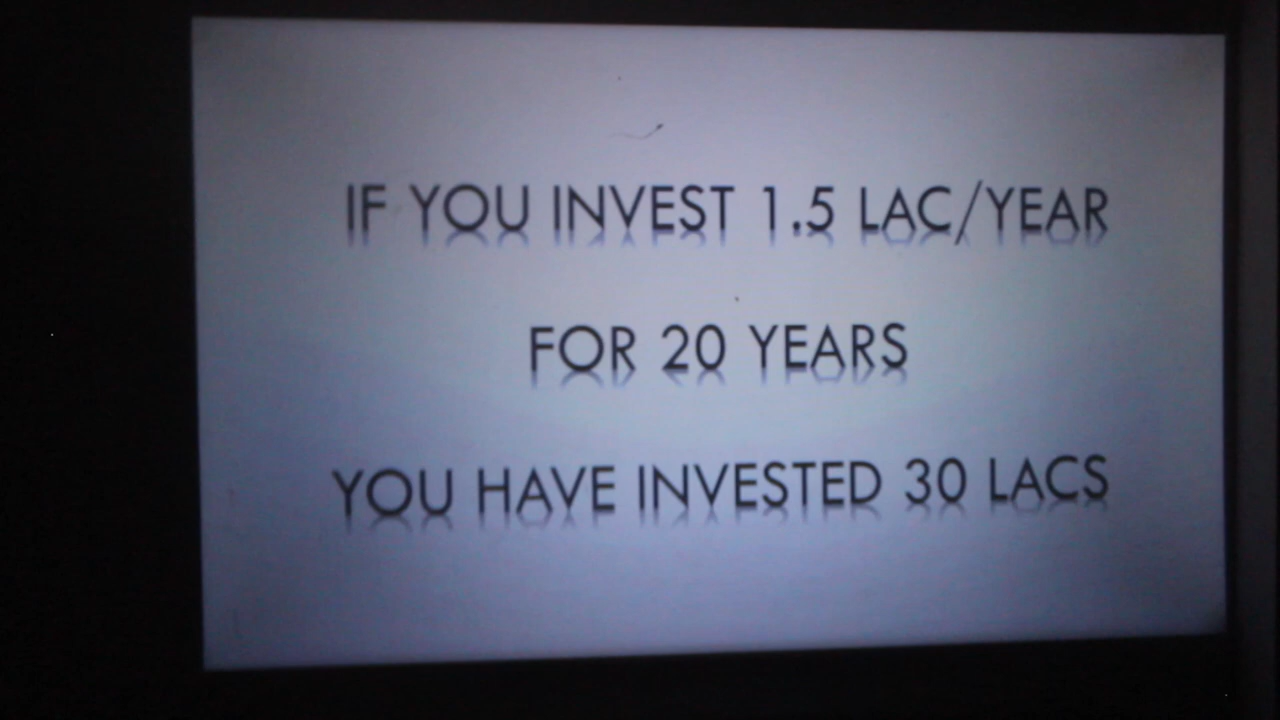 IF YOU INVEST 1.5 LAC/YEAR
FOR 20 YEARS
YOU HAVE INVESTED 30 LACS